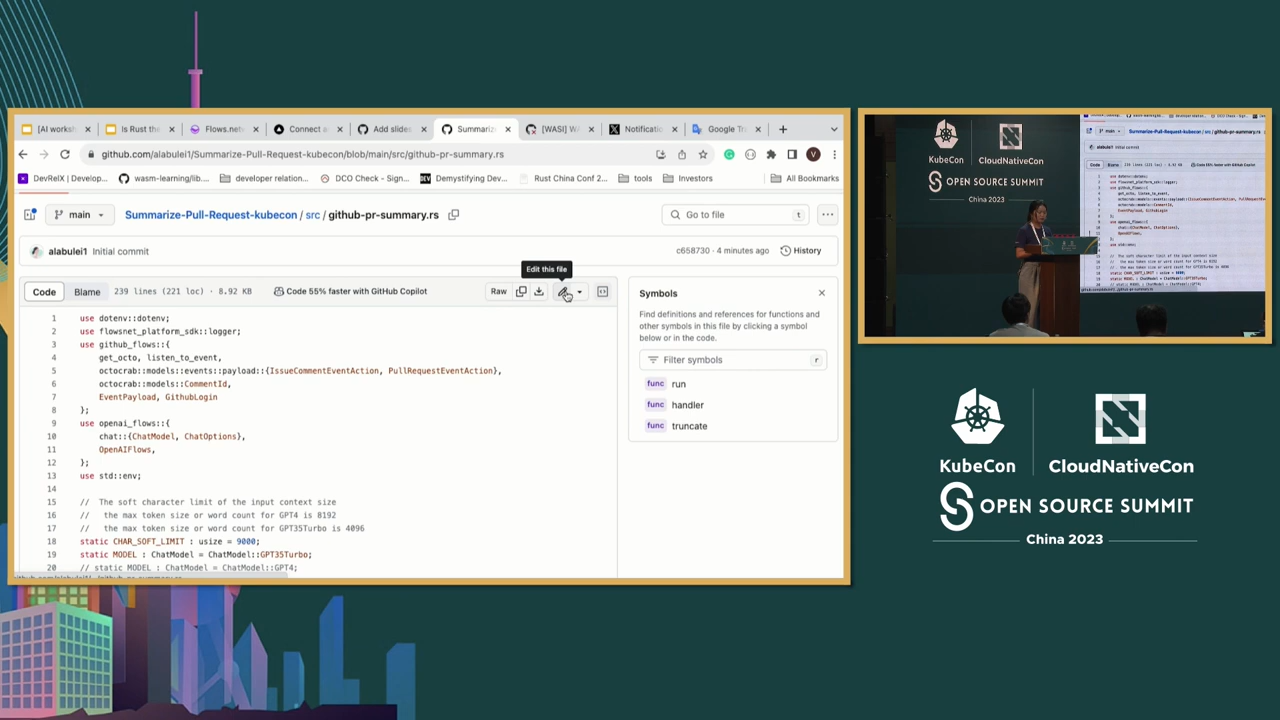 [AI works
Is Rust the
Flows.net
Connect a
Add slides
Summariz
[WASI] W
Notificatio
Google Tr
github.com/alabulei1/Summarize-Pull-Request-kubecon/blob/main/src/github-pr-summary.rs
V
DevRelX | Develop...
wasm-learning/lib....
developer relation...
DCO Check - Sign...
DEV
Demystifying Dev...
Rust China Conf 2...
tools
Investors
All Bookmarks
main
Summarize-Pull-Request-kubecon / src / github-pr-summary.rs
Go to file
t
alabulei1 Initial commit
c658730 · 4 minutes ago
History
Edit this file
Code
Blame
239 lines (221 loc) · 8.92 KB
Code 55% faster with GitHub C
Raw
1 use dotenv::dotenv;
2 use flowsnet_platform_sdk::logger;
3 use github_flows::{
4 get_octo, listen_to_event,
5 octocrab::models::events::payload::{IssueCommentEventAction, PullRequestEventAction},
6 octocrab::models::CommentId,
7 EventPayload, GithubLogin
8 };
9 use openai_flows::{
10 chat::{ChatModel, ChatOptions},
11 OpenAIFlows,
12 };
13 use std::env;
14
15 // The soft character limit of the input context size
16 // the max token size or word count for GPT4 is 8192
17 // the max token size or word count for GPT35Turbo is 4096
18 static CHAR_SOFT_LIMIT : usize = 9000;
19 static MODEL : ChatModel = ChatModel::GPT35Turbo;
20 // static MODEL : ChatModel = ChatModel::GPT4;
Symbols
Find definitions and references for functions and
other symbols in this file by clicking a symbol
below or in the code.
Filter symbols
r
func run
func handler
func truncate
KubeCon
CloudNativeCon
OPEN SOURCE SUMMIT
China 2023
KubeCon
CloudNativeCon
OPEN SOURCE SUMMIT
China 2023